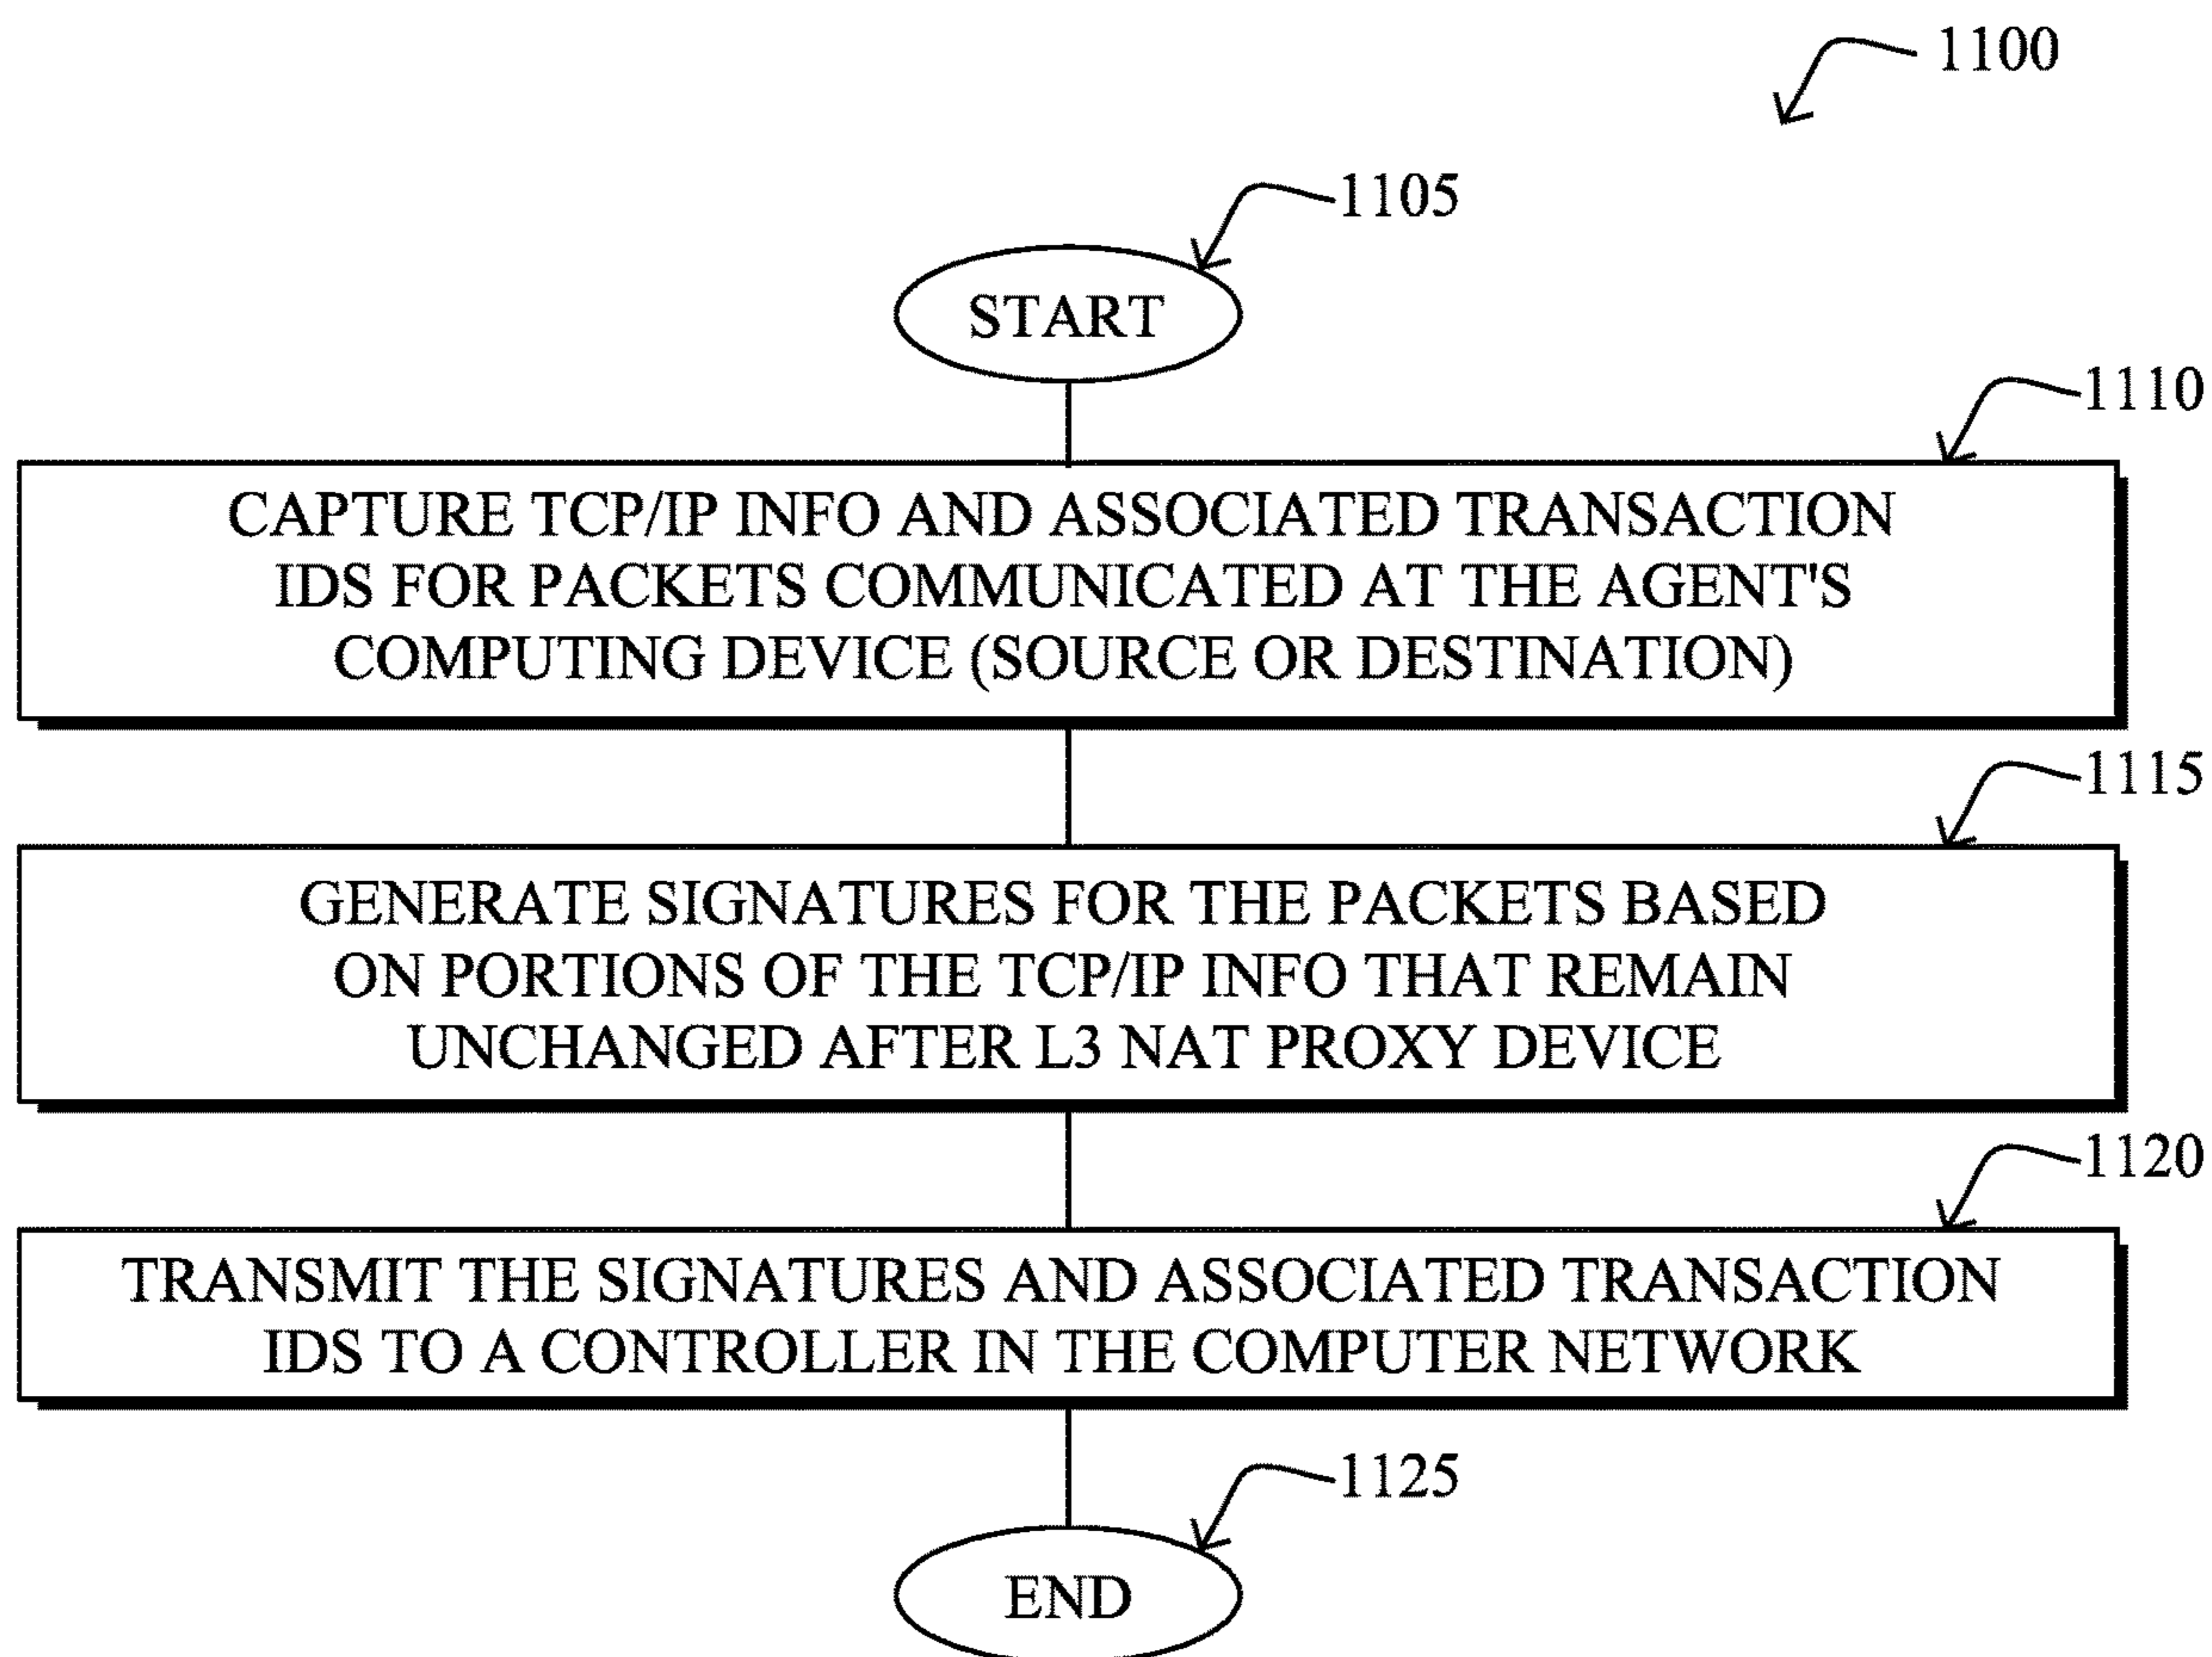 1100
1105
START
1110
CAPTURE TCP/IP INFO AND ASSOCIATED TRANSACTION
IDS FOR PACKETS COMMUNICATED AT THE AGENT'S
COMPUTING DEVICE (SOURCE OR DESTINATION)
1115
GENERATE SIGNATURES FOR THE PACKETS BASED
ON PORTIONS OF THE TCP/IP INFO THAT REMAIN
UNCHANGED AFTER L3 NAT PROXY DEVICE
1120
TRANSMIT THE SIGNATURES AND ASSOCIATED TRANSACTION
IDS TO A CONTROLLER IN THE COMPUTER NETWORK
1125
END